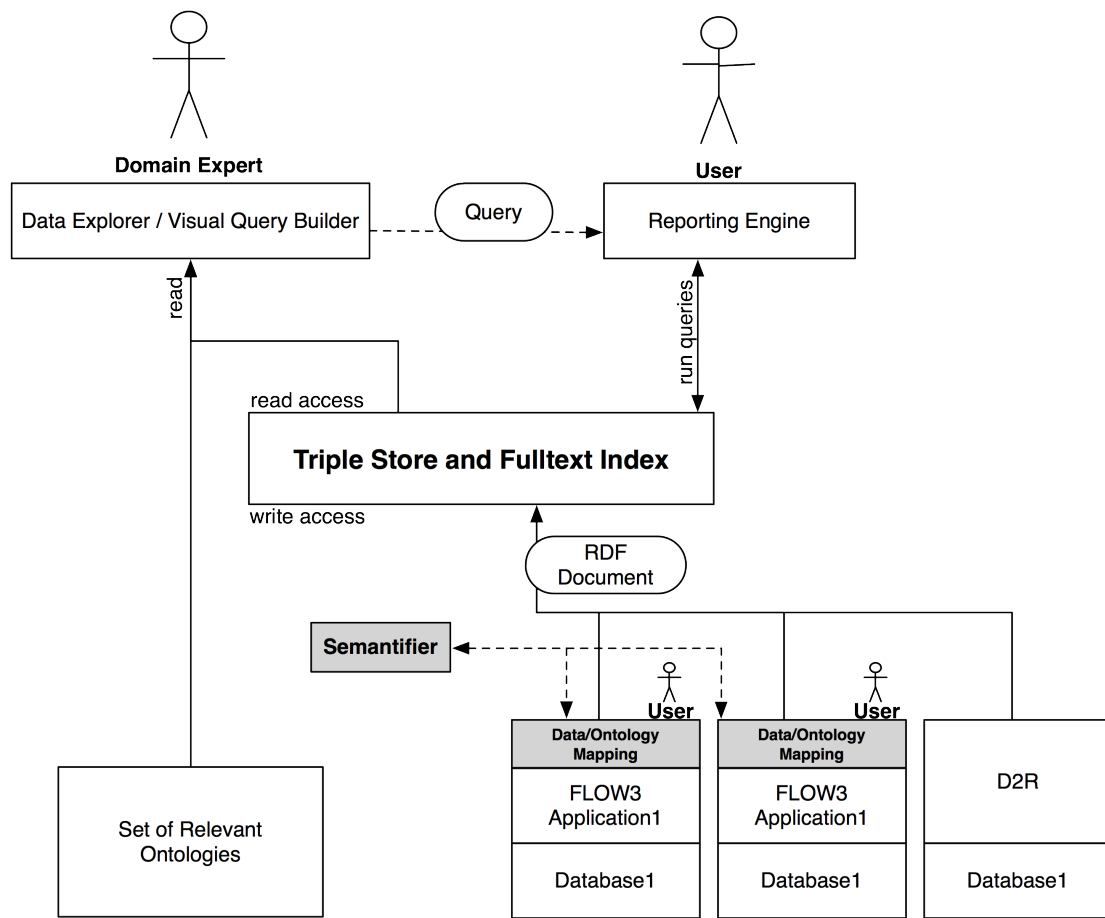 Domain Expert
User
Data Explorer / Visual Query Builder
Query
Reporting Engine
read
run queries
read access
Triple Store and Fulltext Index
write access
RDF
Document
Semantifier
User
User
Data/Ontology
Mapping
Data/Ontology
Mapping
FLOW3
Application1
FLOW3
Application1
D2R
Set of Relevant
Ontologies
Database1
Database1
Database1